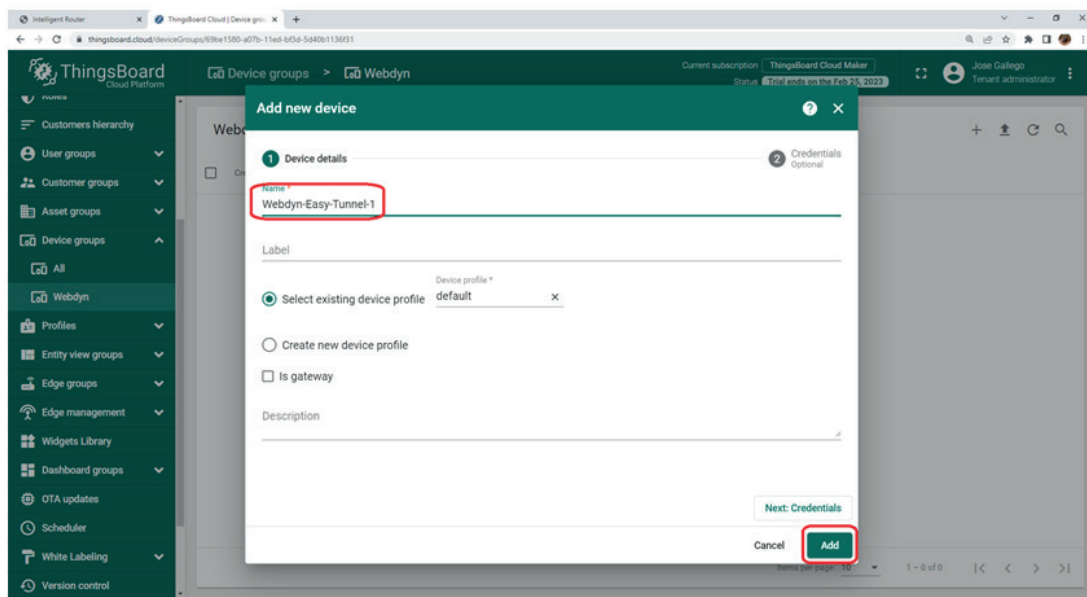 Intelligent Router
ThingsBoard Cloud | Device grou
thingsboard.cloud/deviceGroups/69be1580-a07b-11ed-bf3d-5d40b1136f31
ThingsBoard
Cloud Platform
Device groups > Webdyn
Current subscription ThingsBoard Cloud Maker
Status Trial ends on the Feb 25, 2023
Jose Gallego
Tenant administrator
Roles
Customers hierarchy
User groups
Customer groups
Asset groups
Device groups
All
Webdyn
Profiles
Entity view groups
Edge groups
Edge management
Widgets Library
Dashboard groups
OTA updates
Scheduler
White Labeling
Version control
Add new device
1 Device details
2 Credentials
Optional
Name *
Webdyn-Easy-Tunnel-1
Label
Select existing device profile
Device profile *
default
Create new device profile
Is gateway
Description
Next: Credentials
Cancel
Add
Items per page: 10
1 – 0 of 0